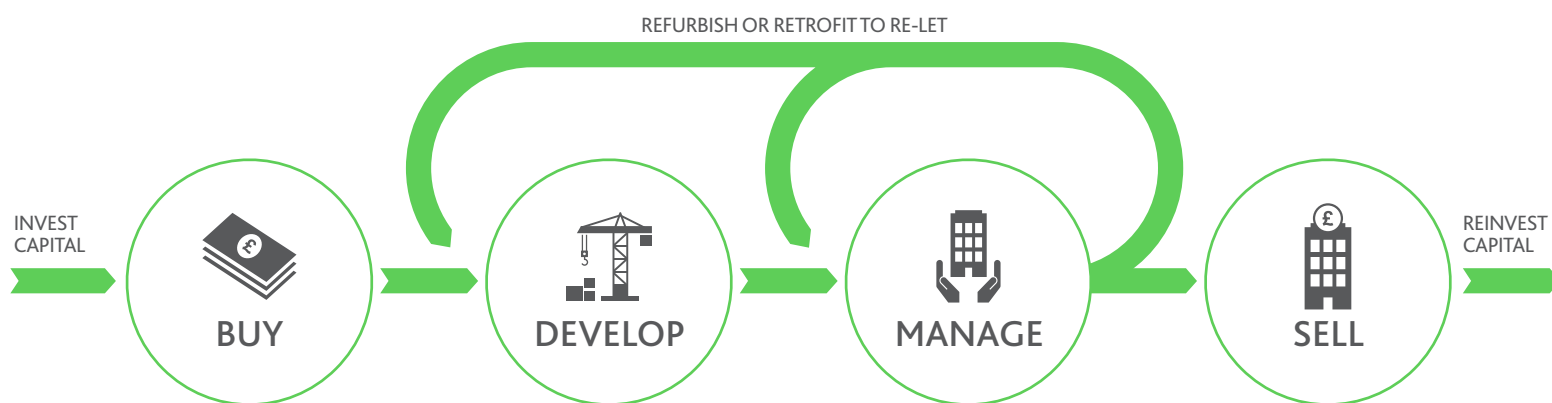 REFURBISH OR RETROFIT TO RE-LET
INVEST
CAPITAL
£
BUY
DEVELOP
MANAGE
£
SELL
REINVEST
CAPITAL